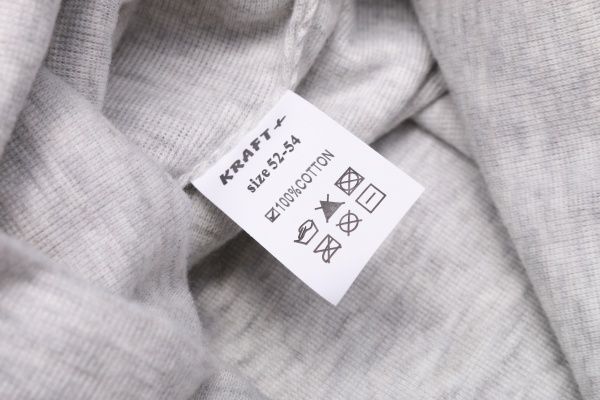 KRAFT+
size 52-54
☑100%COTTON